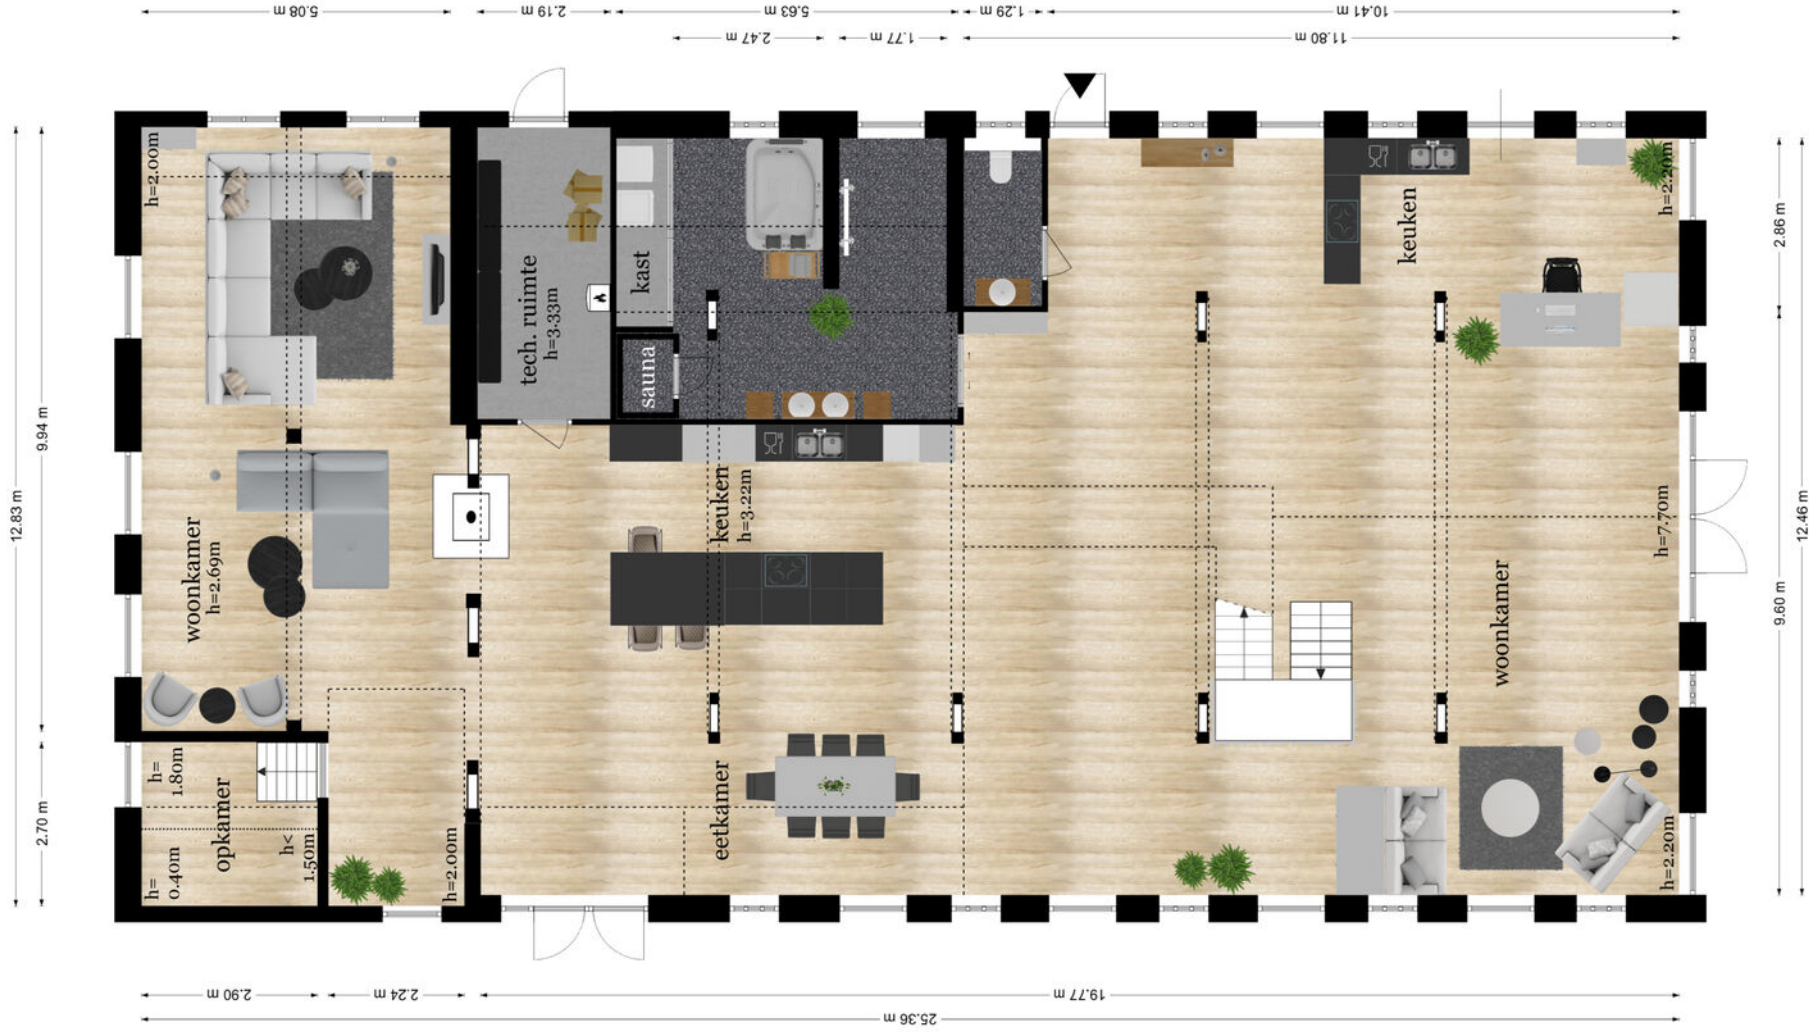 5.08 m
2.19 m
5.63 m
1.29 m
10.41 m
2.47 m
1.77 m
11.80 m
12.83 m
9.94 m
2.70 m
2.86 m
9.60 m
12.46 m
h=2.00m
woonkamer
h=2.69m
tech. ruimte
h=3.33m
kast
sauna
keuken
h=3.22m
keuken
h=2.20m
h=7.70m
woonkamer
h=2.20m
eetkamer
h=
1.80m
opkamer
h<
1.50m
h=
0.40m
h=2.00m
2.90 m
2.24 m
19.77 m
25.36 m